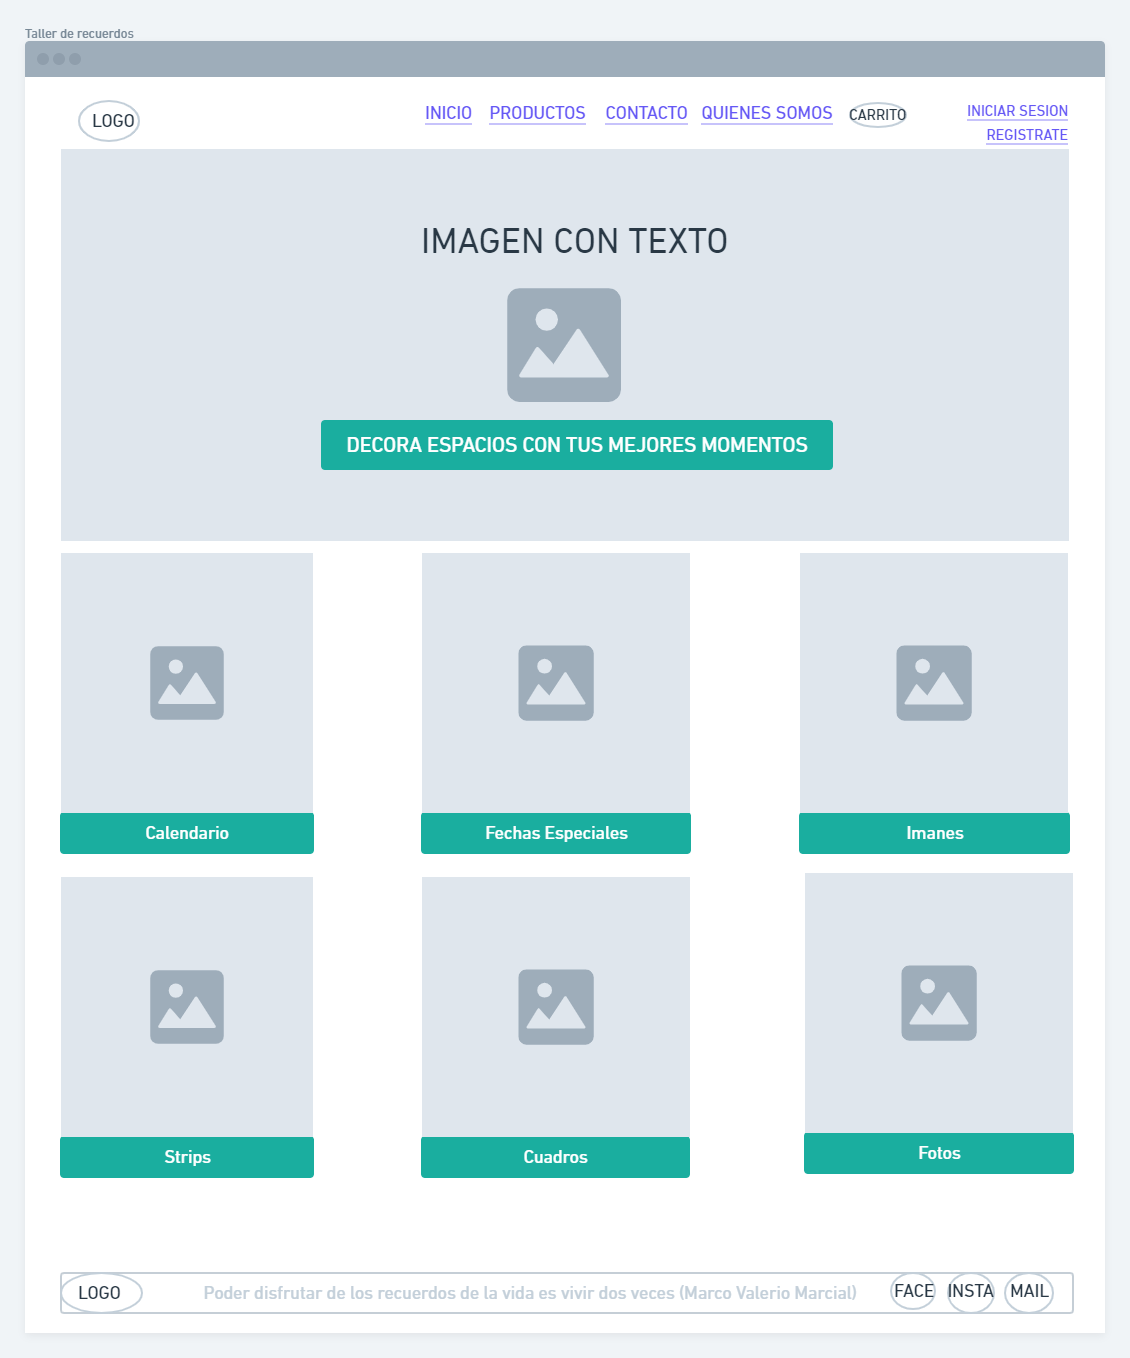 Taller de recuerdos
LOGO
INICIO PRODUCTOS CONTACTO QUIENES SOMOS CARRITO INICIAR SESION
REGISTRATE
IMAGEN CON TEXTO
DECORA ESPACIOS CON TUS MEJORES MOMENTOS
Calendario
Fechas Especiales
Imanes
Strips
Cuadros
Fotos
LOGO
Poder disfrutar de los recuerdos de la vida es vivir dos veces (Marco Valerio Marcial)
FACE INSTA MAIL